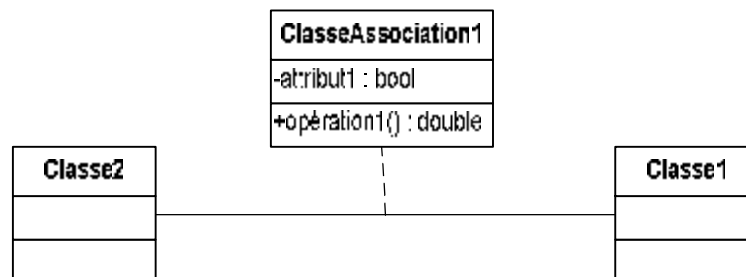 ClasseAssociation1
-attribut1 : bool
+opération1() : double
Classe2
Classe1